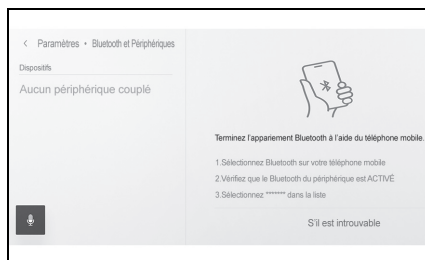 < Paramètres • Bluetooth et Périphériques
Dispositifs
Aucun périphérique couplé
Terminez l'appariement Bluetooth à l'aide du téléphone mobile.
1.Sélectionnez Bluetooth sur votre téléphone mobile
2.Vérifiez que le Bluetooth du périphérique est ACTIVÉ
3.Sélectionnez ******* dans la liste
S'il est introuvable